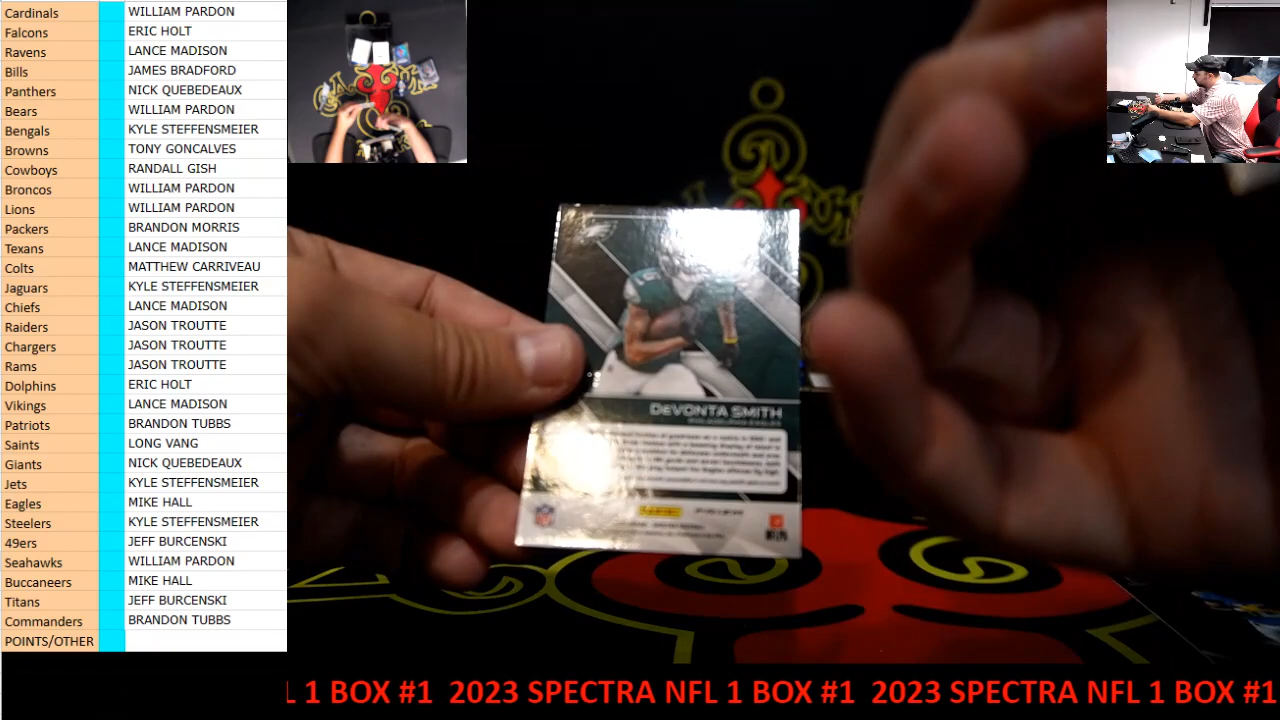 Cardinals WILLIAM PARDON
Falcons ERIC HOLT
Ravens LANCE MADISON
Bills JAMES BRADFORD
Panthers NICK QUEBEDEAUX
Bears WILLIAM PARDON
Bengals KYLE STEFFENSMEIER
Browns TONY GONCALVES
Cowboys RANDALL GISH
Broncos WILLIAM PARDON
Lions WILLIAM PARDON
Packers BRANDON MORRIS
Texans LANCE MADISON
Colts MATTHEW CARRIVEAU
Jaguars KYLE STEFFENSMEIER
Chiefs LANCE MADISON
Raiders JASON TROUTTE
Chargers JASON TROUTTE
Rams JASON TROUTTE
Dolphins ERIC HOLT
Vikings LANCE MADISON
Patriots BRANDON TUBBS
Saints LONG VANG
Giants NICK QUEBEDEAUX
Jets KYLE STEFFENSMEIER
Eagles MIKE HALL
Steelers KYLE STEFFENSMEIER
49ers JEFF BURCENSKI
Seahawks WILLIAM PARDON
Buccaneers MIKE HALL
Titans JEFF BURCENSKI
Commanders BRANDON TUBBS
POINTS/OTHER
DEVONTA SMITH
PHILADELPHIA EAGLES
PANINI
L 1 BOX #1 2023 SPECTRA NFL 1 BOX #1 2023 SPECTRA NFL 1 BOX #1